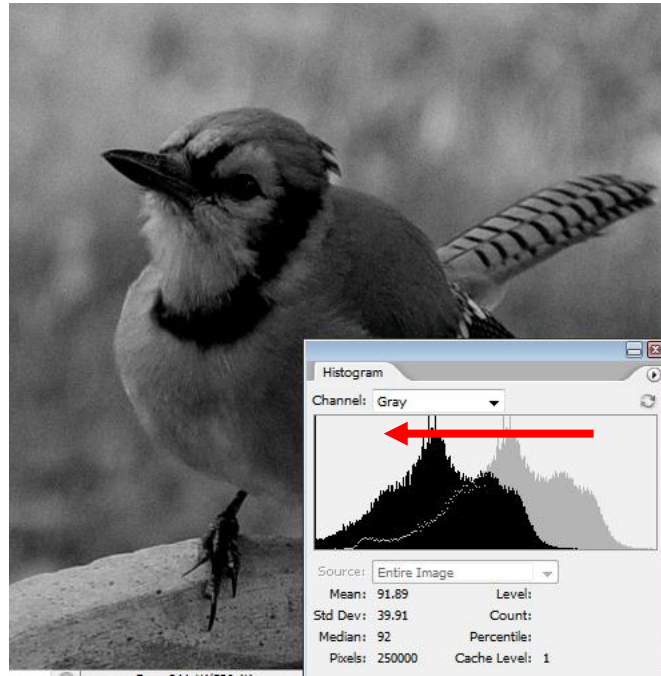 Histogram
Channel: Gray
Source: Entire Image
Mean: 91.89 Level:
Std Dev: 39.91 Count:
Median: 92 Percentile:
Pixels: 250000 Cache Level: 1